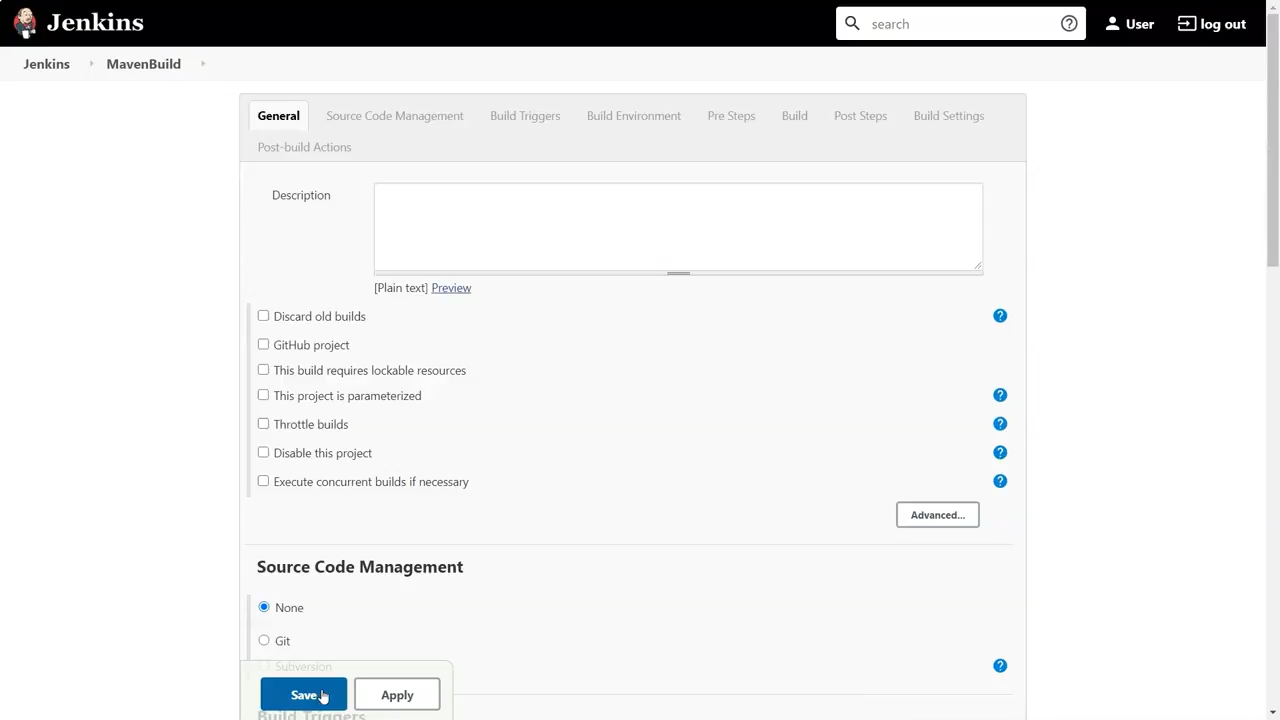 Jenkins
search
User
log out
Jenkins
MavenBuild
General
Source Code Management
Build Triggers
Build Environment
Pre Steps
Build
Post Steps
Build Settings
Post-build Actions
Description
[Plain text] Preview
Discard old builds
GitHub project
This build requires lockable resources
This project is parameterized
Throttle builds
Disable this project
Execute concurrent builds if necessary
Advanced...
Source Code Management
None
Git
Subversion
Save
Apply
Build Triggers